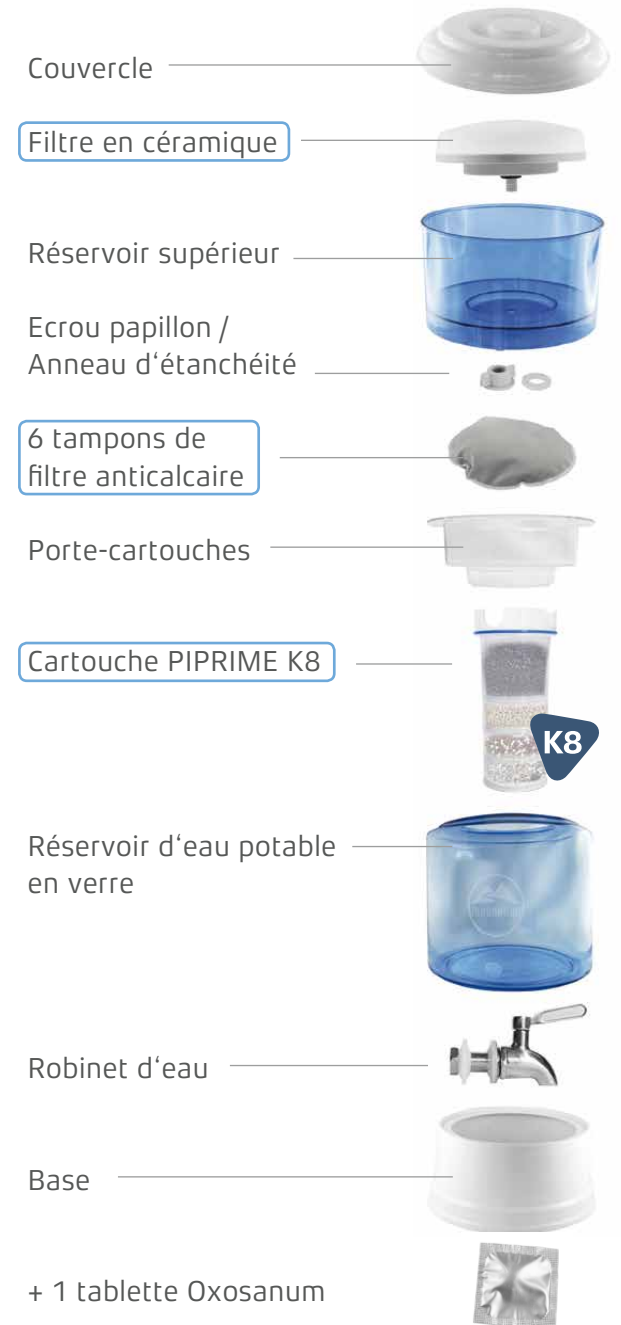 Couvercle
Filtre en céramique
Réservoir supérieur
Ecrou papillon /
Anneau d‘étanchéité
6 tampons de
filtre anticalcaire
Porte-cartouches
Cartouche PIPRIME K8
K8
Réservoir d‘eau potable
en verre
Robinet d‘eau
Base
+ 1 tablette Oxosanum